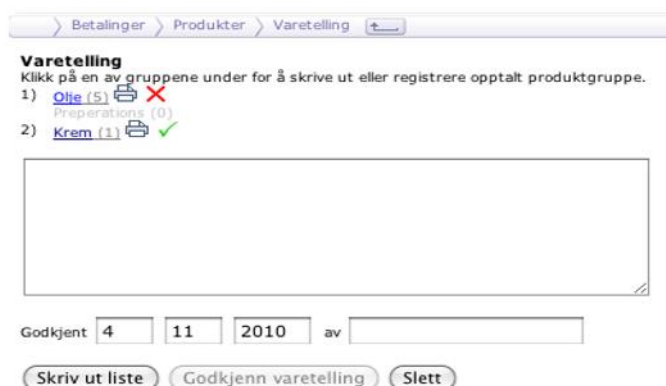 Betalinger Produkter Varetelling
Varetelling
Klikk på en av gruppene under for å skrive ut eller registrere opptalt produktgruppe.
1) Olje (5)
Preperations (0)
2) Krem (1)
Godkjent 4 11 2010 av
Skriv ut liste Godkjenn varetelling Slett